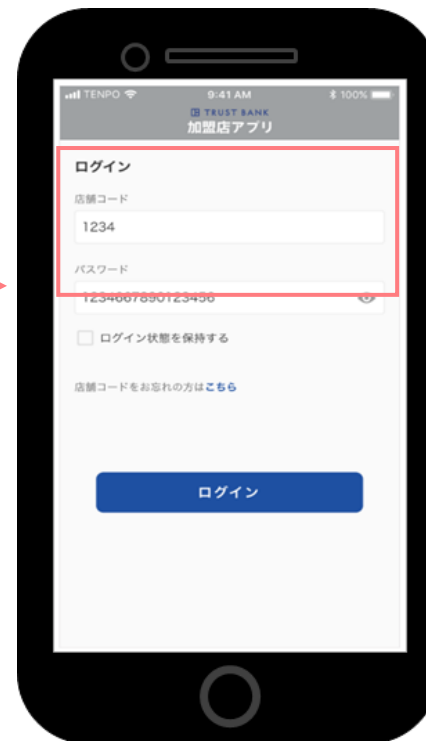 TENPO 9:41 AM 100%
TRUST BANK
加盟店アプリ
ログイン
店舗コード
1234
パスワード
1234667890123456
ログイン状態を保持する
店舗コードをお忘れの方はこちら
ログイン